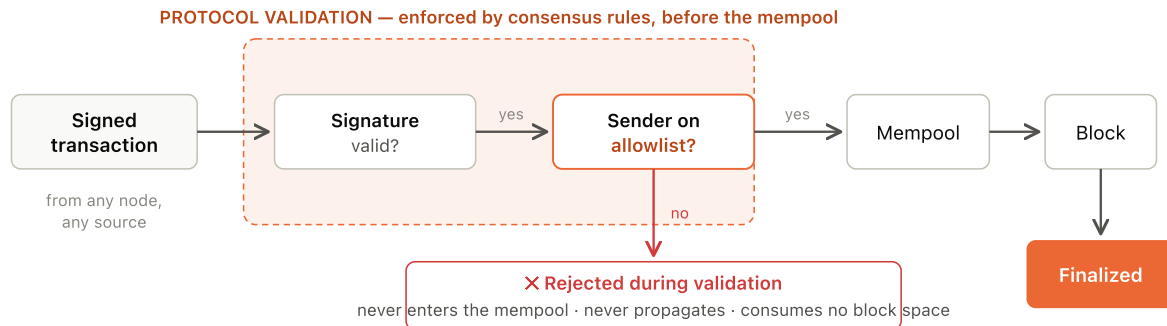 PROTOCOL VALIDATION — enforced by consensus rules, before the mempool
Signed
transaction
from any node,
any source
Signature
valid?
yes
Sender on
allowlist?
yes
Mempool
Block
no
Finalized
❌ Rejected during validation
never enters the mempool · never propagates · consumes no block space